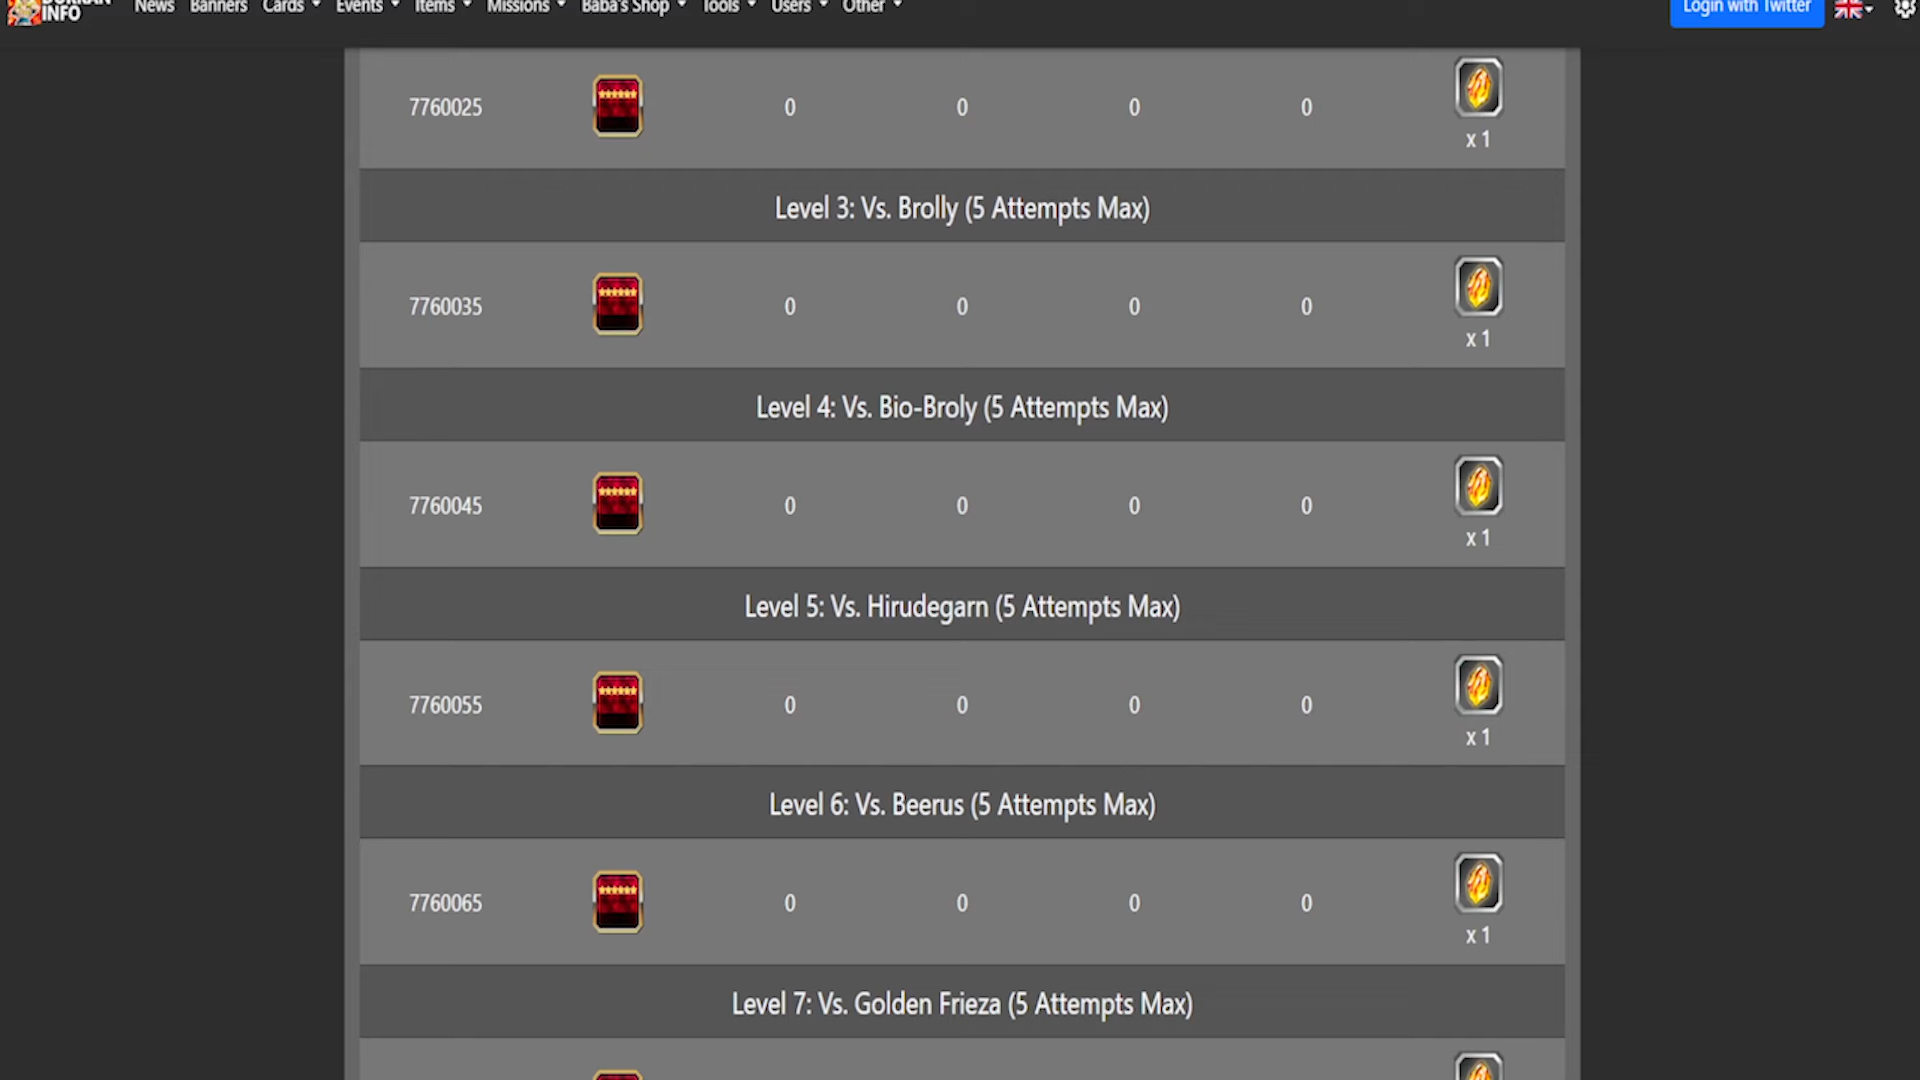 INFO
News Banners Cards Events Items Missions Baba's Shop Tools Users Other Login with Twitter
7760025 0 0 0 0
x 1
Level 3: Vs. Brolly (5 Attempts Max)
7760035 0 0 0 0
x 1
Level 4: Vs. Bio-Broly (5 Attempts Max)
7760045 0 0 0 0
x 1
Level 5: Vs. Hirudegarn (5 Attempts Max)
7760055 0 0 0 0
x 1
Level 6: Vs. Beerus (5 Attempts Max)
7760065 0 0 0 0
x 1
Level 7: Vs. Golden Frieza (5 Attempts Max)